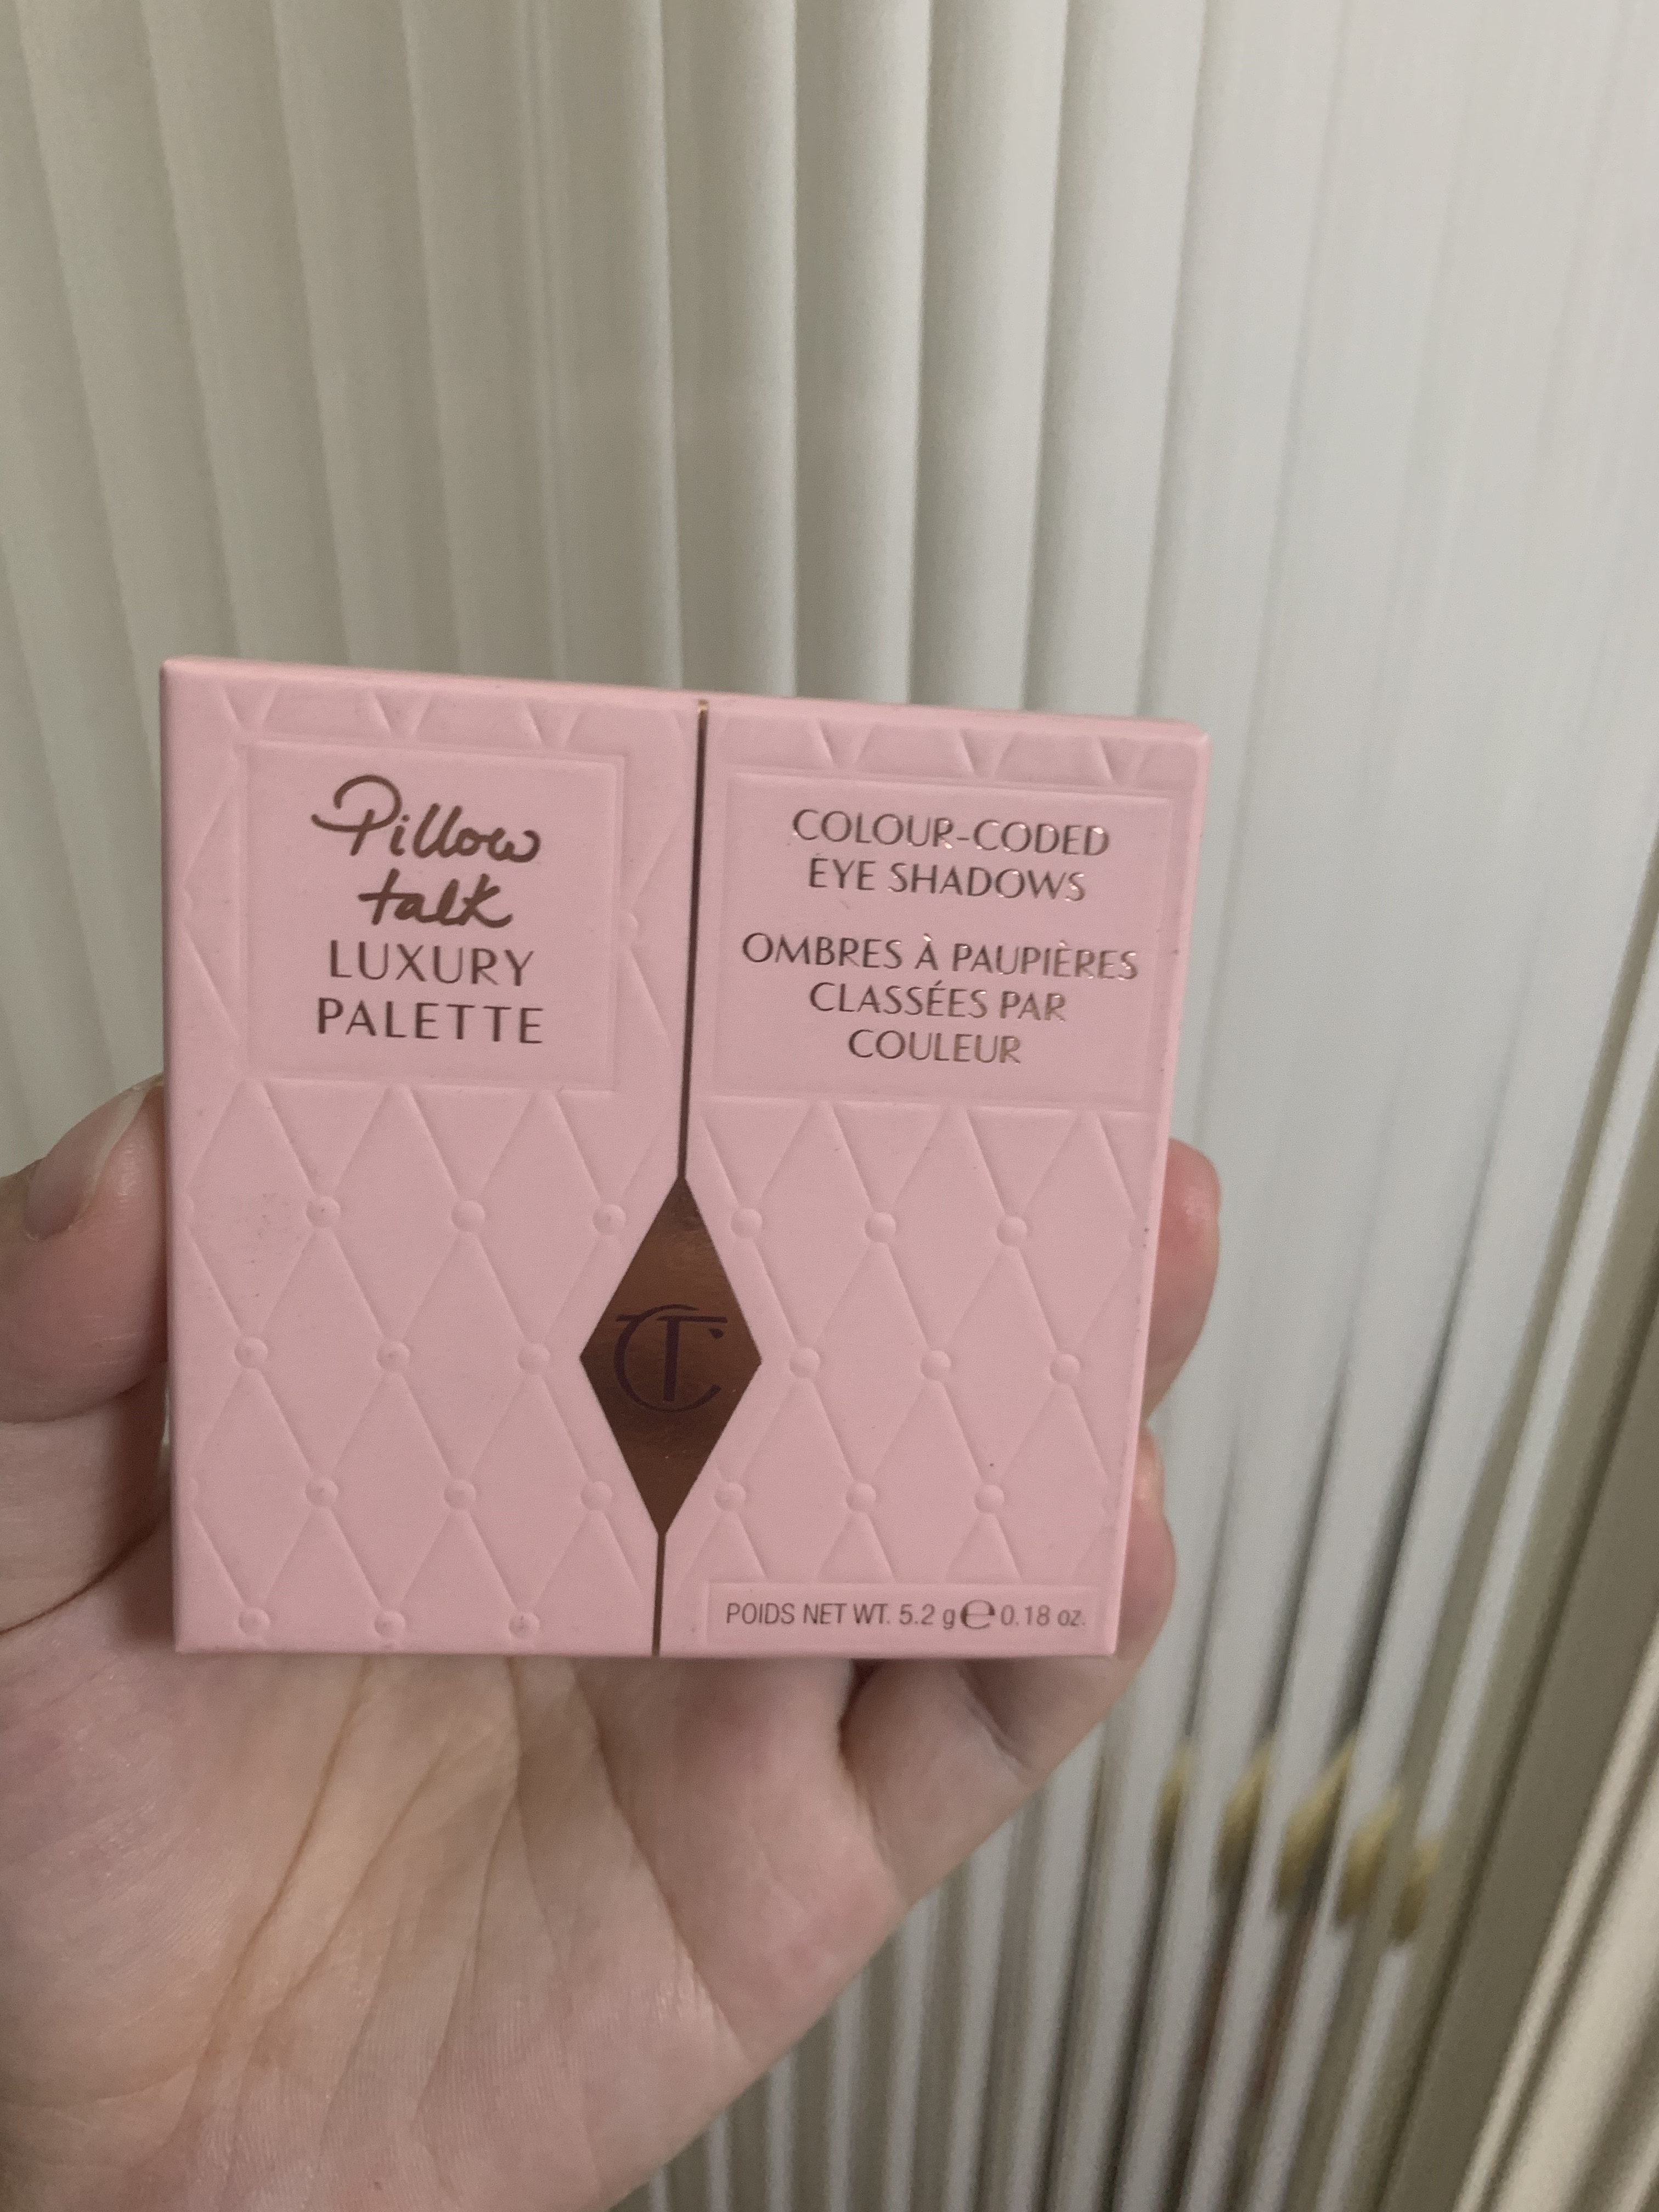 Pillow
talk
LUXURY
PALETTE
COLOUR-CODED
EYE SHADOWS
OMBRES À PAUPIÈRES
CLASSÉES PAR
COULEUR
CT
POIDS NET WT. 5.2 g ℮ 0.18 oz.